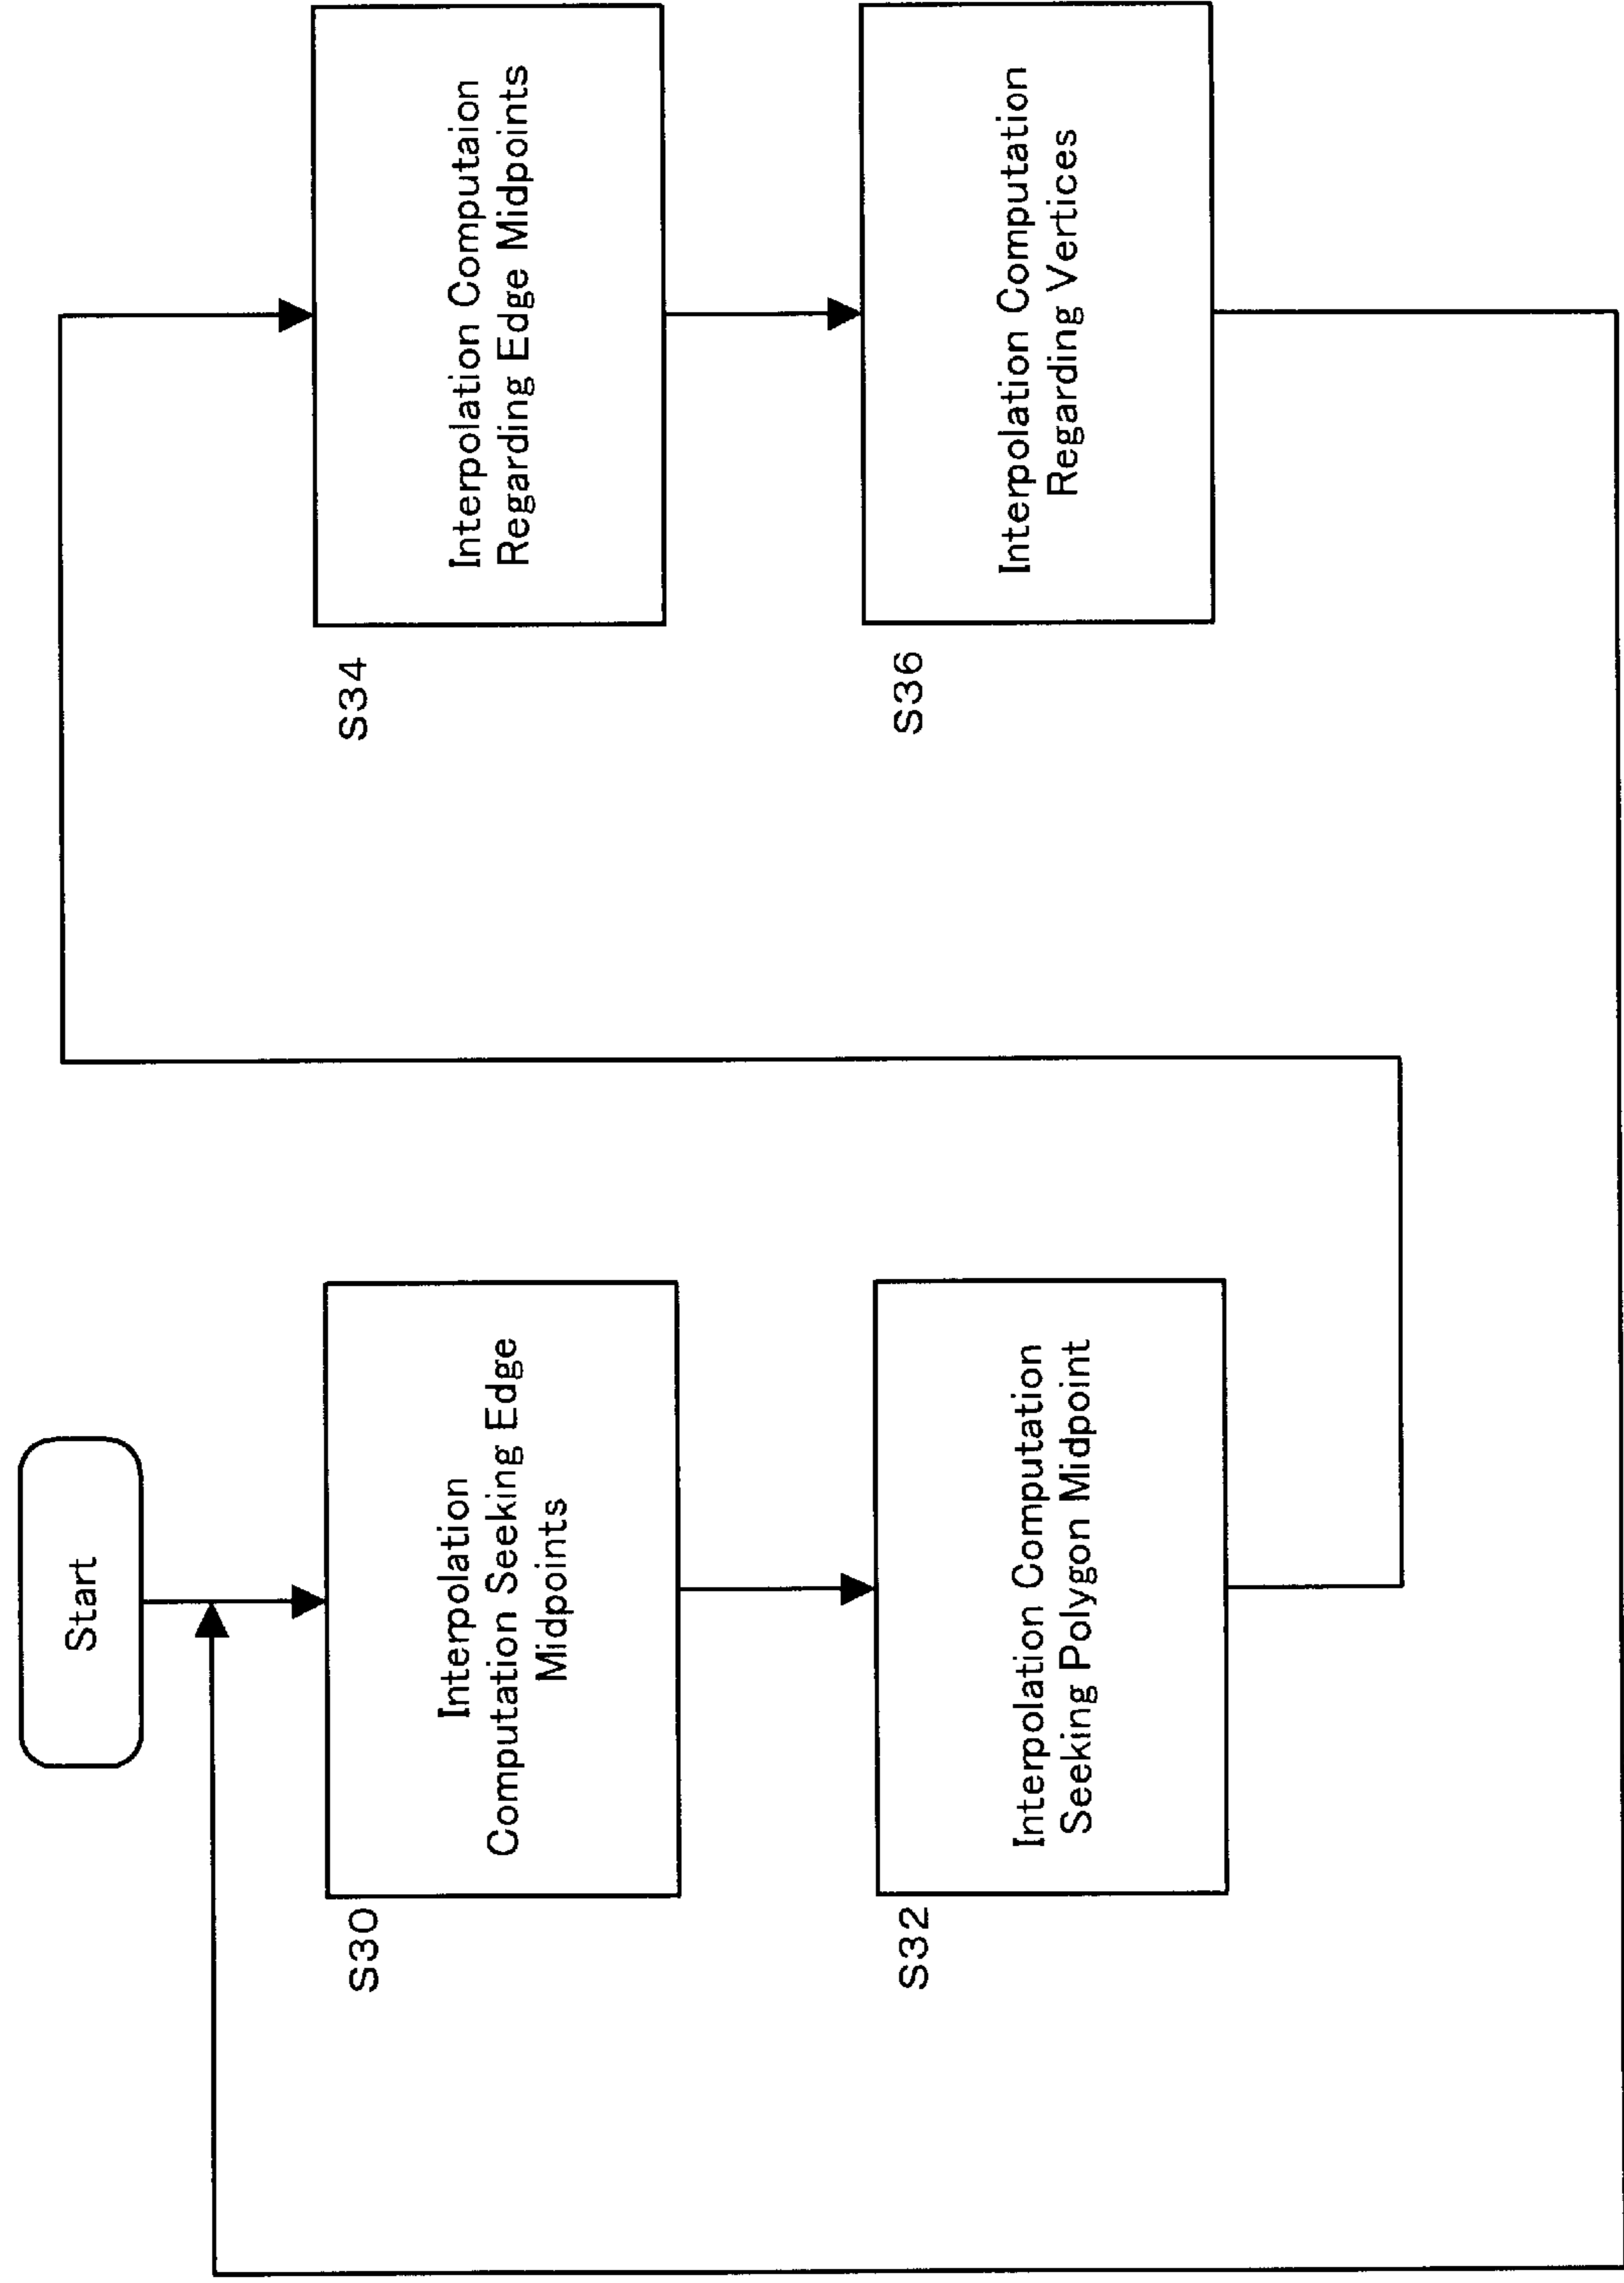 Start
s30
Interpolation
Computation Seeking Edge
Midpoints
s32
Interpolation Computation
Seeking Polygon Midpoint
s34
Interpolation Computaion
Regarding Edge Midpoints
s36
Interpolation Computation
Regarding Vertices